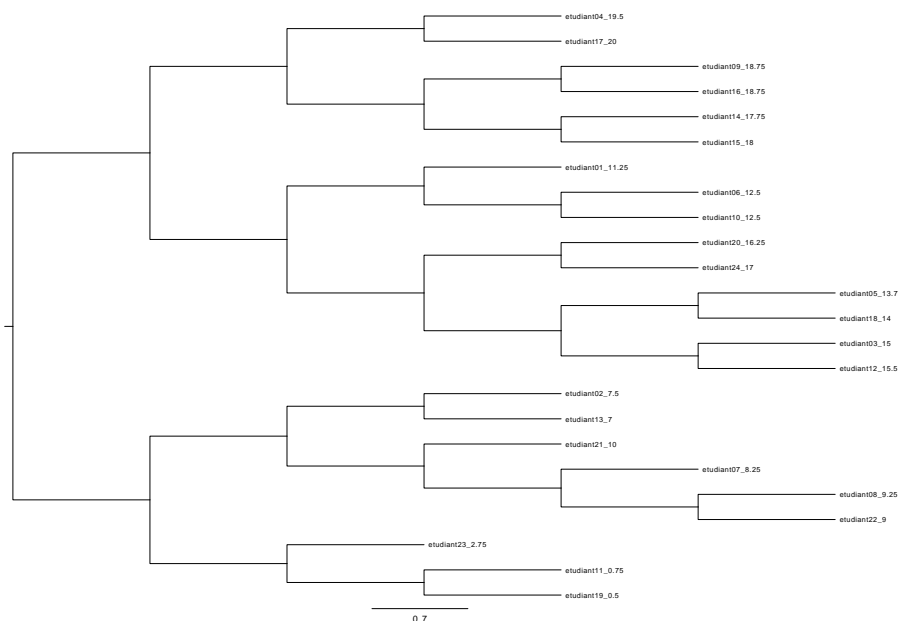 etudiant04_19.5
etudiant17_20
etudiant09_18.75
etudiant16_18.75
etudiant14_17.75
etudiant15_18
etudiant01_11.25
etudiant06_12.5
etudiant10_12.5
etudiant20_16.25
etudiant24_17
etudiant05_13.7
etudiant18_14
etudiant03_15
etudiant12_15.5
etudiant02_7.5
etudiant13_7
etudiant21_10
etudiant07_8.25
etudiant08_9.25
etudiant22_9
etudiant23_2.75
etudiant11_0.75
etudiant19_0.5
0.7